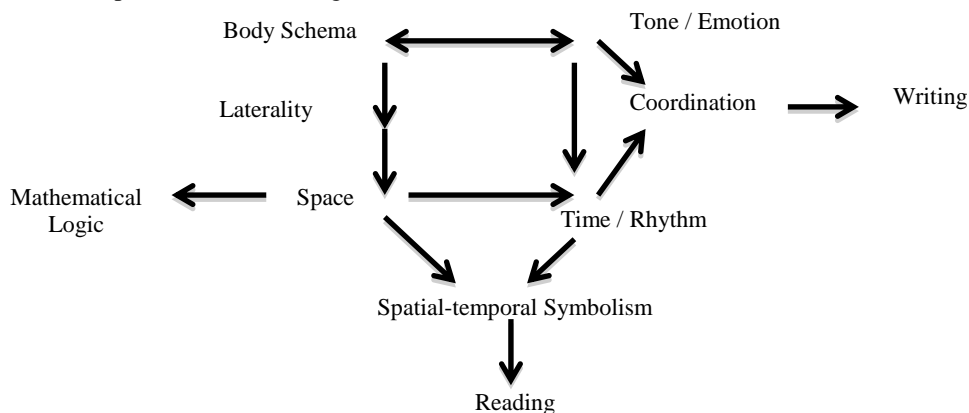 Body Schema
Tone / Emotion
Laterality
Coordination
Writing
Mathematical
Logic
Space
Time / Rhythm
Spatial-temporal Symbolism
Reading